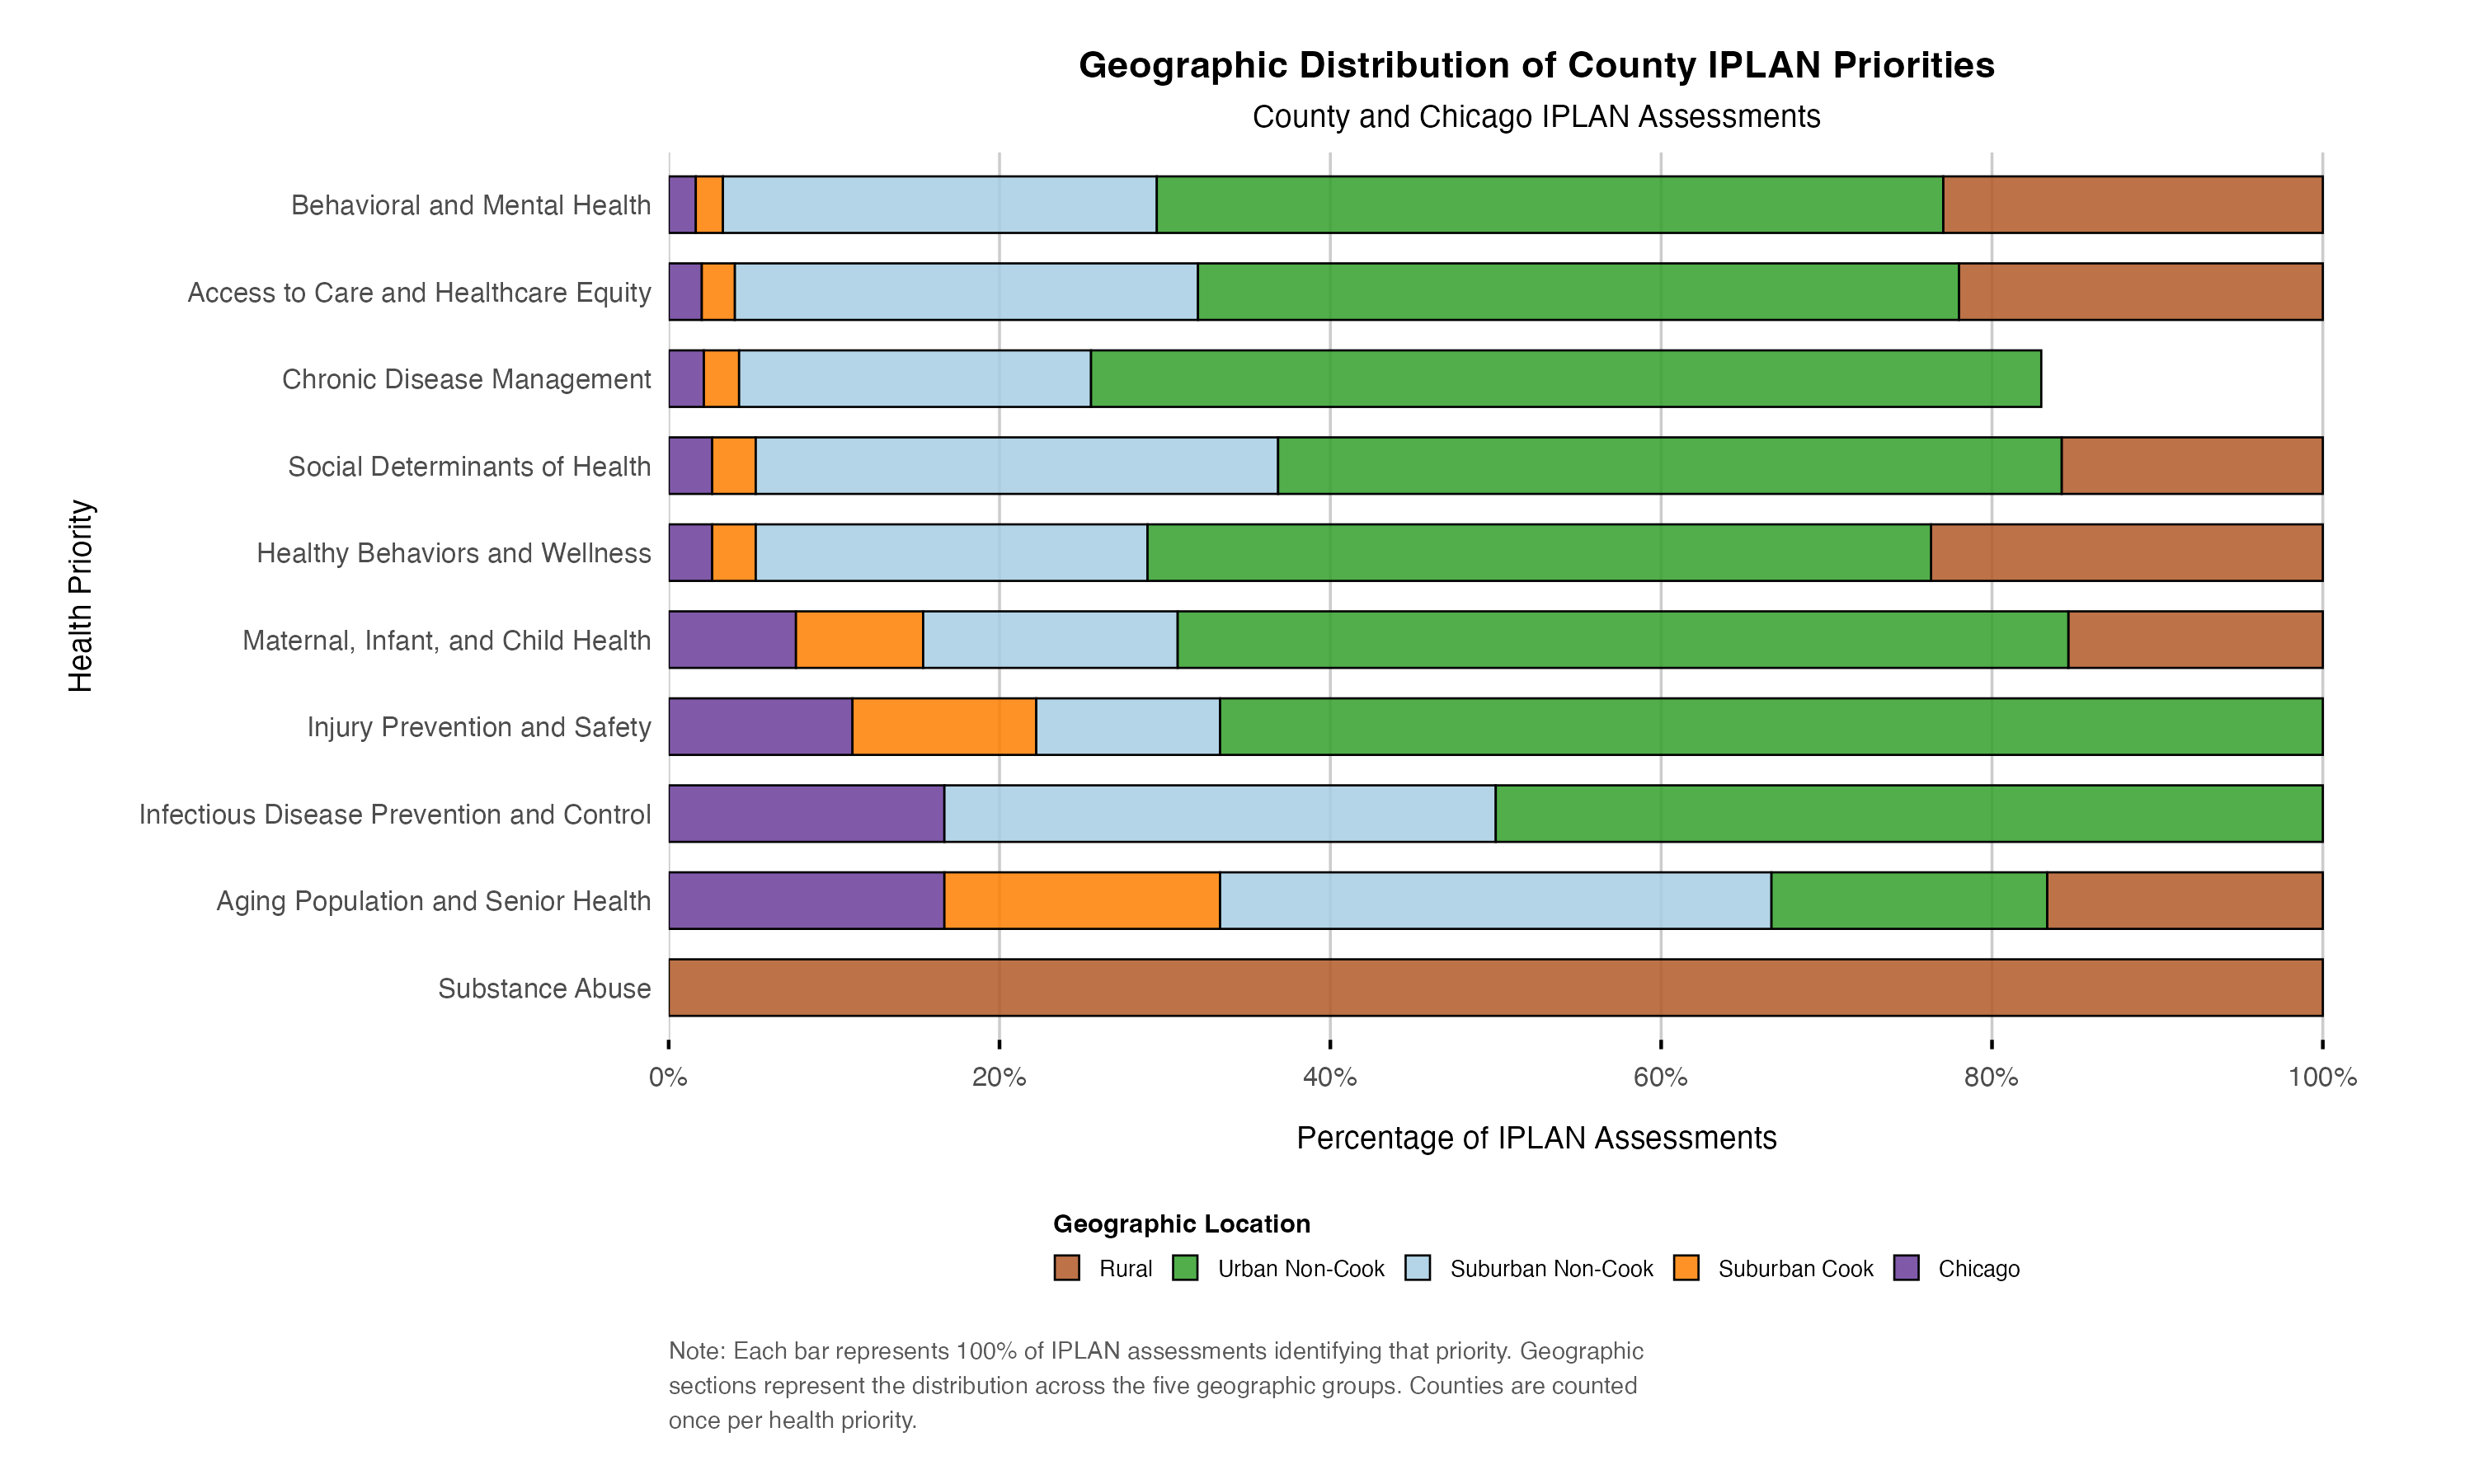 Geographic Distribution of County IPLAN Priorities
County and Chicago IPLAN Assessments
Health Priority
Behavioral and Mental Health
Access to Care and Healthcare Equity
Chronic Disease Management
Social Determinants of Health
Healthy Behaviors and Wellness
Maternal, Infant, and Child Health
Injury Prevention and Safety
Infectious Disease Prevention and Control
Aging Population and Senior Health
Substance Abuse
0% 20% 40% 60% 80% 100%
Percentage of IPLAN Assessments
Geographic Location
Rural Urban Non-Cook Suburban Non-Cook Suburban Cook Chicago
Note: Each bar represents 100% of IPLAN assessments identifying that priority. Geographic
sections represent the distribution across the five geographic groups. Counties are counted
once per health priority.